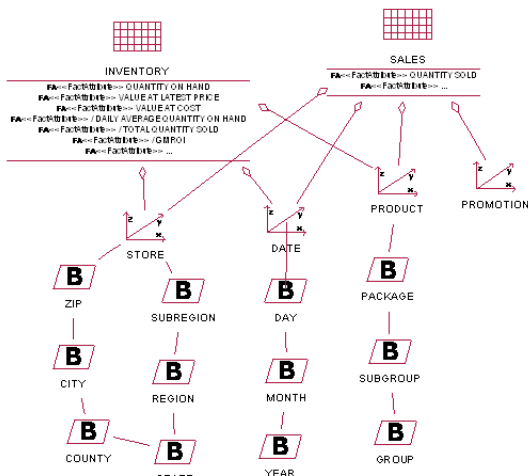 INVENTORY
FA<<FactAttribute>> QUANTITY ON HAND
FA<<FactAttribute>> VALUE AT LATEST PRICE
FA<<FactAttribute>> VALUE AT COST
FA<<FactAttribute>> / DAILY AVERAGE QUANTITY ON HAND
FA<<FactAttribute>> / TOTAL QUANTITY SOLD
FA<<FactAttribute>> / GMROI
FA<<FactAttribute>> ...
SALES
FA<<FactAttribute>> QUANTITY SOLD
FA<<FactAttribute>> ...
z y x
STORE
z y x
DATE
z y x
PRODUCT
z y x
PROMOTION
B
ZIP
B
SUBREGION
B
DAY
B
PACKAGE
B
CITY
B
REGION
B
MONTH
B
SUBGROUP
B
COUNTY
B
B
YEAR
B
GROUP